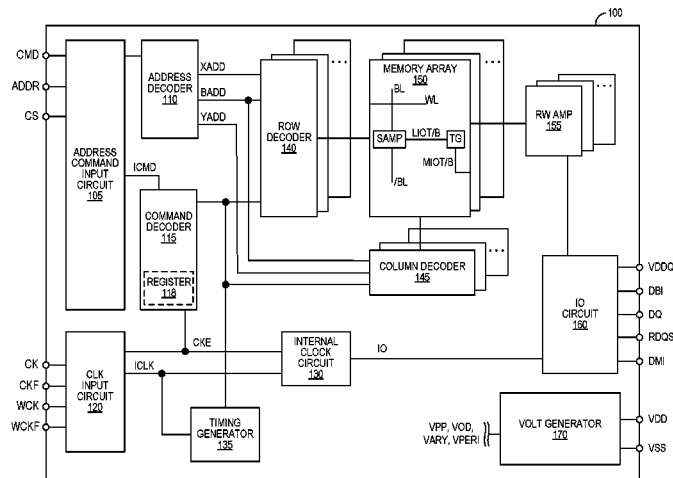 100
CMD
ADDR
CS
ADDRESS
COMMAND
INPUT
CIRCUIT
105
ADDRESS
DECODER
110
XADD
BADD
YADD
ICMD
COMMAND
DECODER
115
REGISTER
118
ROW
DECODER
140
...
MEMORY ARRAY
150
BL
WL
SAMP
LIOT/B
TG
MIOT/B
/BL
...
RW AMP
155
...
COLUMN DECODER
145
...
CK
CKF
WCK
WCKF
CLK
INPUT
CIRCUIT
120
CKE
ICLK
INTERNAL
CLOCK
CIRCUIT
130
IO
TIMING
GENERATOR
135
IO
CIRCUIT
160
VDDQ
DBI
DQ
RDQS
DMI
VPP, VOD,
VARY, VPERI
VOLT GENERATOR
170
VDD
VSS